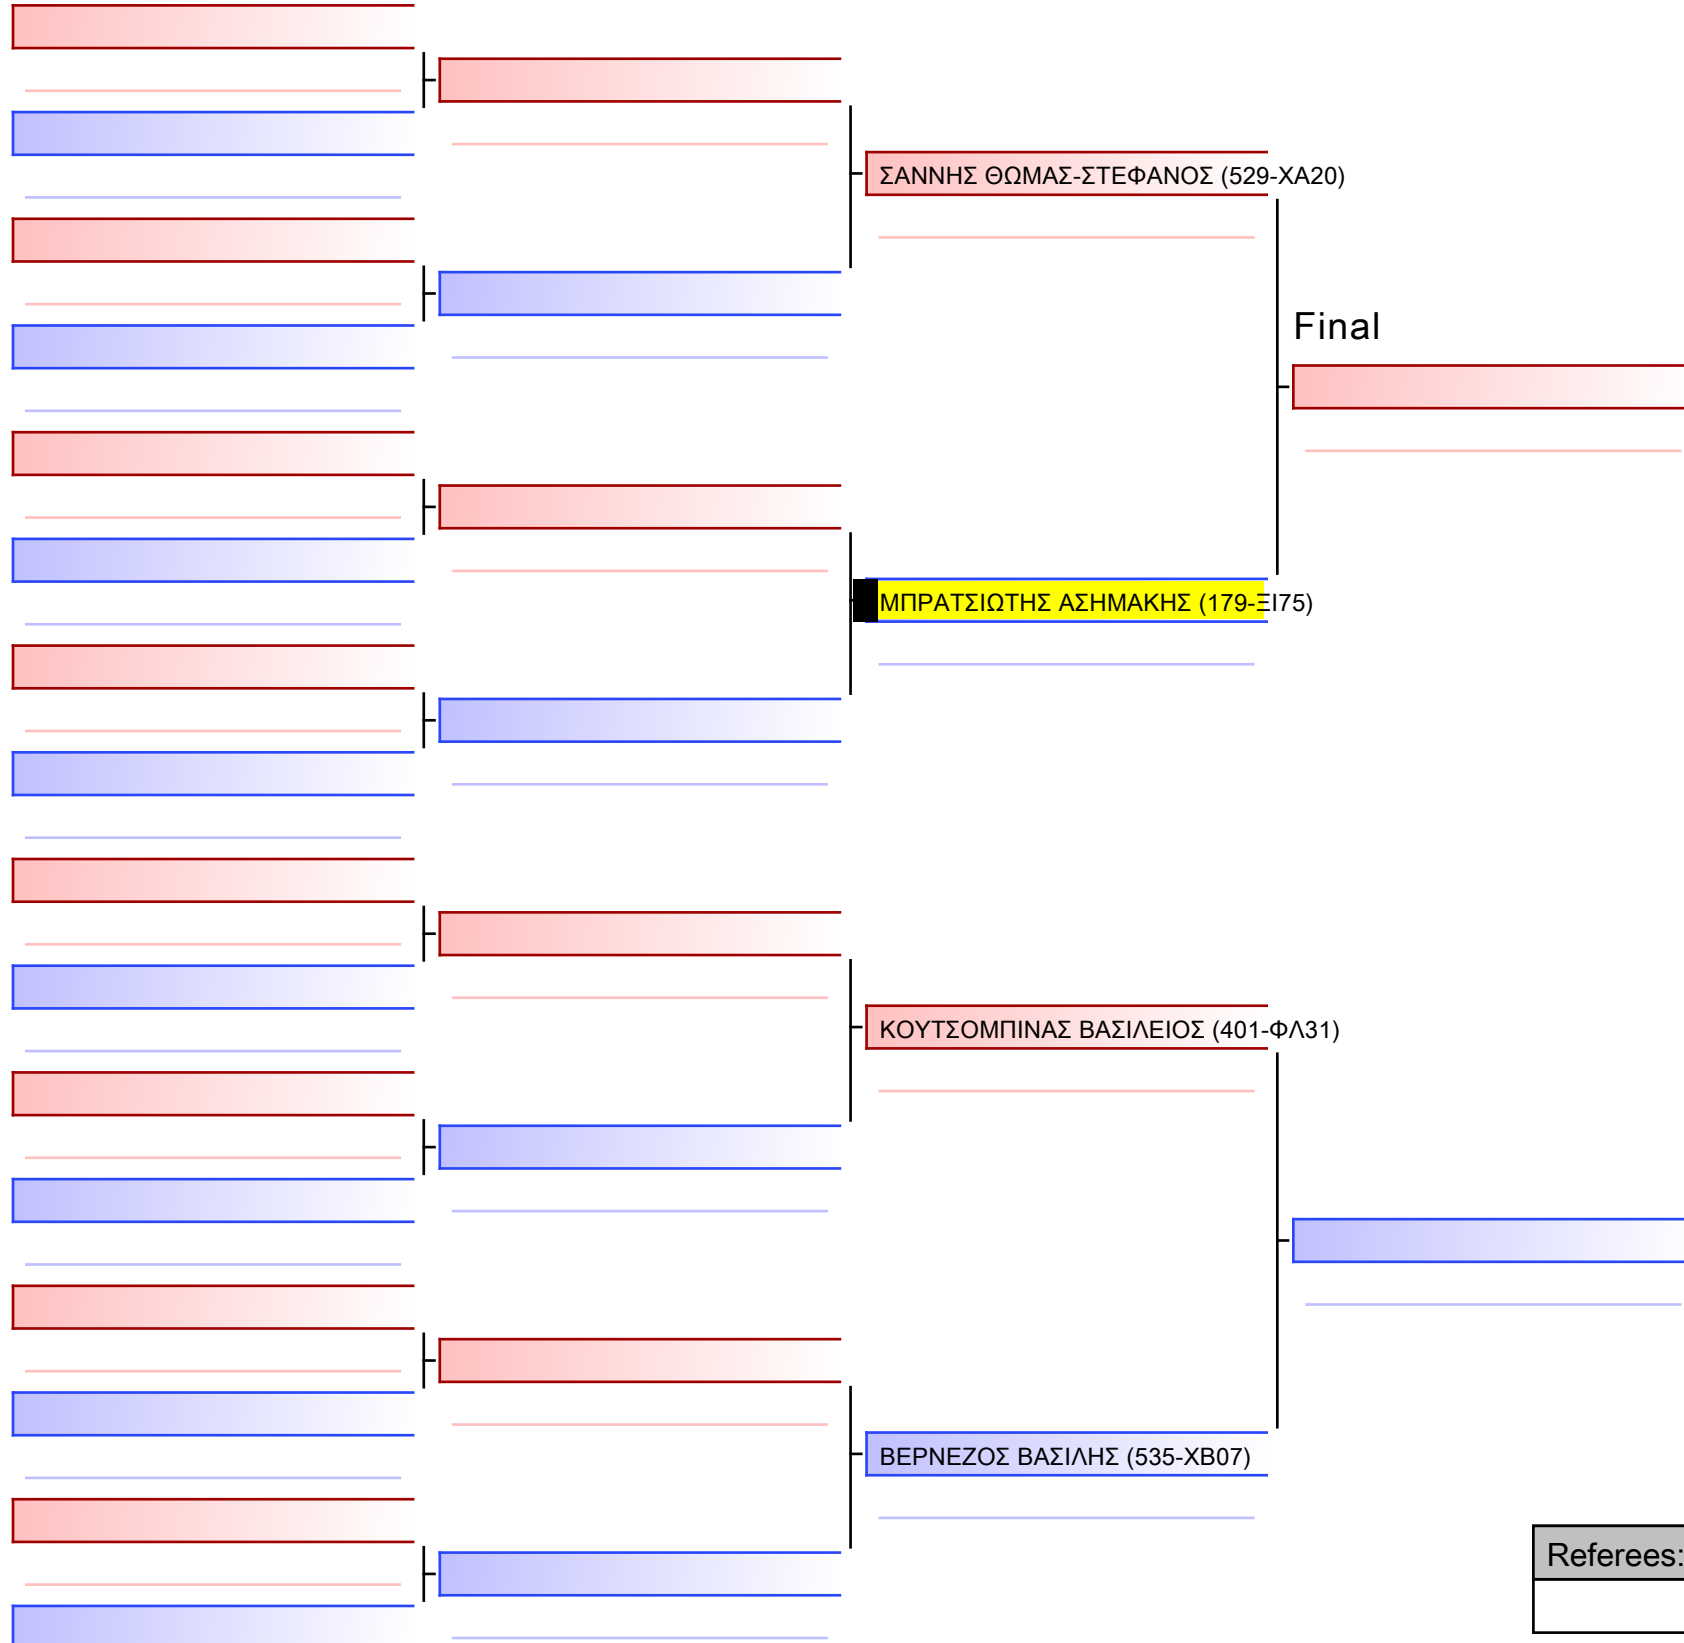 ΣΑΝΝΗΣ ΘΩΜΑΣ-ΣΤΕΦΑΝΟΣ (529-ΧΑ20)
Final
ΜΠΡΑΤΣΙΩΤΗΣ ΑΣΗΜΑΚΗΣ (179-ΞΙ75)
ΚΟΥΤΣΟΜΠΙΝΑΣ ΒΑΣΙΛΕΙΟΣ (401-ΦΛ31)
ΒΕΡΝΕΖΟΣ ΒΑΣΙΛΗΣ (535-ΧΒ07)
Referees: